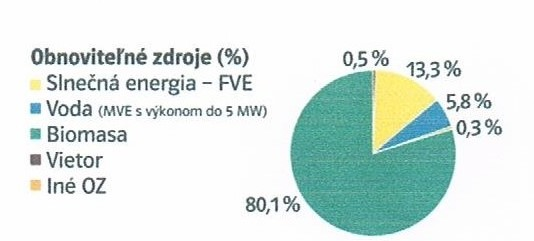 Obnoviteľné zdroje (%)
Slnečná energia – FVE
Voda (MVE s výkonom do 5 MW)
Biomasa
Vietor
Iné OZ
0,5 %
13,3 %
5,8 %
0,3 %
80,1 %